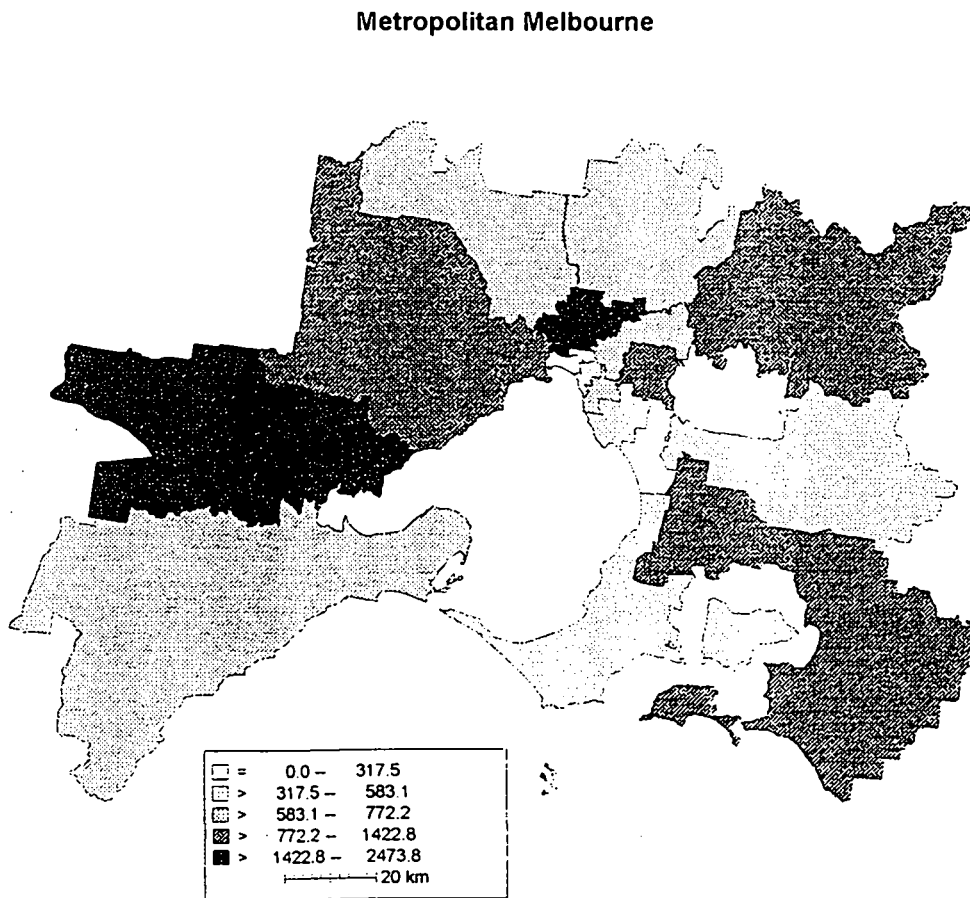 Metropolitan Melbourne
= 0.0 – 317.5
> 317.5 – 583.1
> 583.1 – 772.2
> 772.2 – 1422.8
> 1422.8 – 2473.8
20 km